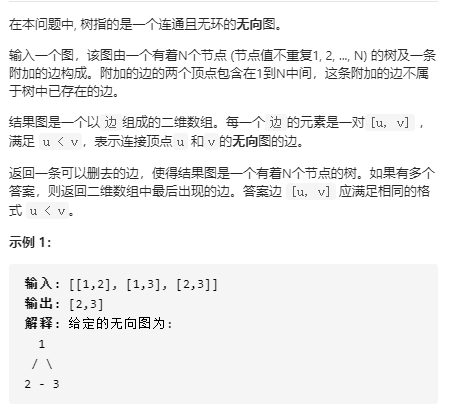 在本问题中, 树指的是一个连通且无环的无向图。
输入一个图，该图由一个有着N个节点 (节点值不重复1, 2, ..., N) 的树及一条
附加的边构成。附加的边的两个顶点包含在1到N中间，这条附加的边不属
于树中已存在的边。
结果图是一个以 边 组成的二维数组。每一个 边 的元素是一对 [u, v] ，
满足 u < v，表示连接顶点 u 和 v 的无向图的边。
返回一条可以删去的边，使得结果图是一个有着N个节点的树。如果有多个
答案，则返回二维数组中最后出现的边。答案边 [u, v] 应满足相同的格
式 u < v。
示例 1：
输入: [[1,2], [1,3], [2,3]]
输出: [2,3]
解释: 给定的无向图为:
1
/ \
2 - 3